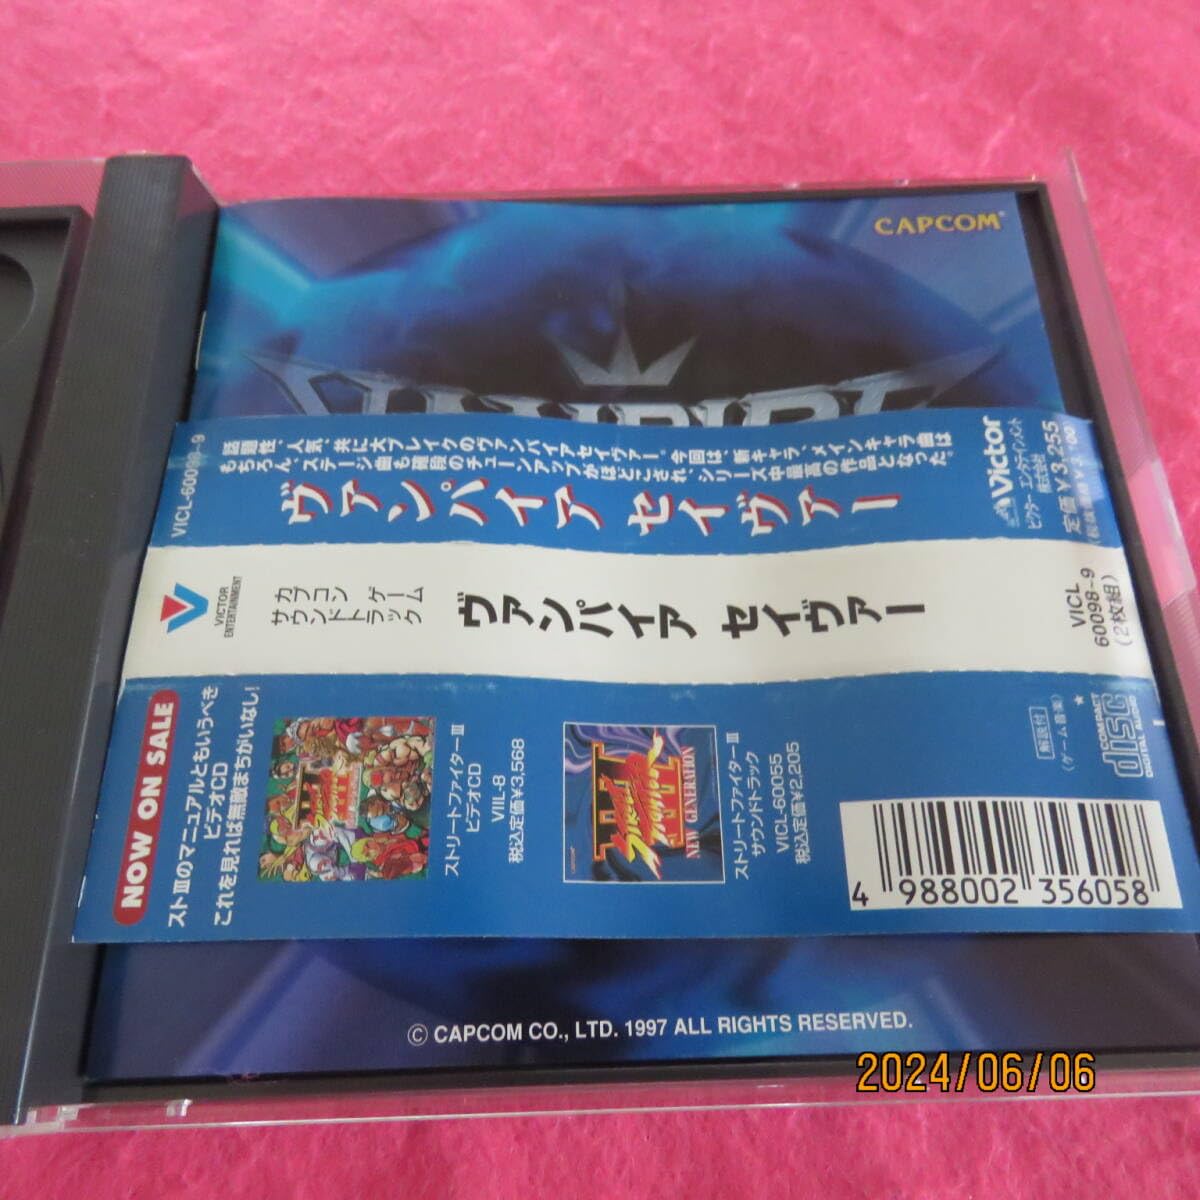 CAPCOM
VAMPIRE
VICL-60098-9
話題性、人気、共に大ブレイクのヴァンパイアセイヴァー。今回は、新キャラ、メインキャラ曲は
もちろん、ステージ曲も種段のチューンアップがほどこされ、シリーズ中最高の作品となった。
ヴァンパイア セイヴァー
Victor
ビクター エンタテインメント
株式会社
定価¥3,255
VICTOR
ENTERTAINMENT
カプコン ゲーム
サウンドトラック
ヴァンパイア セイヴァー
VICL
60098-9
(2枚組)
NOW ON SALE
ストⅢのマニュアルともいうべき
ビデオCD
これを見れば無敵まちがいなし!
ストリートファイターⅢ
ビデオCD
VIIL-8
税込定価¥3,568
III
Street Fighter
NEW GENERATION
ストリートファイターⅢ
サウンドトラック
VICL-60055
税込定価¥2,205
解説付
(ゲーム音楽)
★
COMPACT
disc
DIGITAL AUDIO
4 988002 356058
© CAPCOM CO., LTD. 1997 ALL RIGHTS RESERVED.
2024/06/06